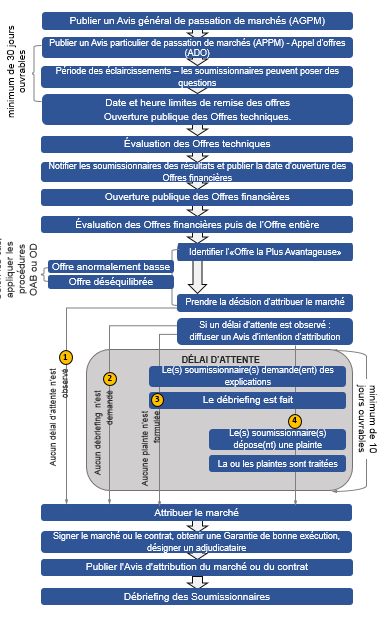 Publier un Avis général de passation de marchés (AGPM)
Publier un Avis particulier de passation de marchés (APPM) - Appel d'offres
(ADO)
minimum de 30 jours
ouvrables
Période des éclaircissements – les soumissionnaires peuvent poser des
questions
Date et heure limites de remise des offres
Ouverture publique des Offres techniques.
Évaluation des Offres techniques
Notifier les soumissionnaires des résultats et publier la date d'ouverture des
Offres financières
Ouverture publique des Offres financières
Évaluation des Offres financières puis de l'Offre entière
Identifier l'«Offre la Plus Avantageuse»
appliquer les
procédures
OAB ou OD
Offre anormalement basse
Offre déséquilibrée
Prendre la décision d'attribuer le marché
Si un délai d'attente est observé :
diffuser un Avis d'intention d'attribution
1
Aucun délai d'attente n'est
observé
DÉLAI D'ATTENTE
2
Aucun débriefing n'est
demandé
Le(s) soumissionnaire(s) demande(ent) des
explications
3
Aucune plainte n'est
formulée
Le débriefing est fait
4
Le(s) soumissionnaire(s)
dépose(nt) une plainte
La ou les plaintes sont traitées
minimum de 10
jours ouvrables
Attribuer le marché
Signer le marché ou le contrat, obtenir une Garantie de bonne exécution,
désigner un adjudicataire
Publier l'Avis d'attribution du marché ou du contrat
Débriefing des Soumissionnaires